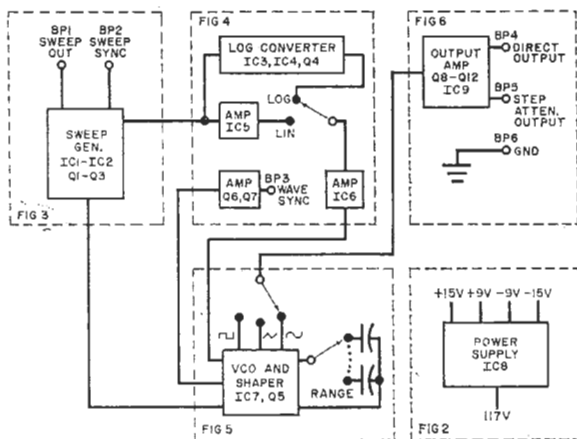 BP1
SWEEP
OUT
BP2
SWEEP
SYNC
SWEEP
GEN.
IC1-IC2
Q1-Q3
FIG 3
FIG 4
LOG CONVERTER
IC3, IC4, Q4
LOG
AMP
IC5
LIN
AMP
Q6, Q7
BP3
WAVE
SYNC
AMP
IC6
FIG 6
OUTPUT
AMP
Q8-Q12
IC9
BP4
DIRECT
OUTPUT
BP5
STEP
ATTEN.
OUTPUT
BP6
GND
VCO AND
SHAPER
IC7, Q5
RANGE
FIG 5
+15V +9V -9V -15V
POWER
SUPPLY
IC8
117V
FIG 2